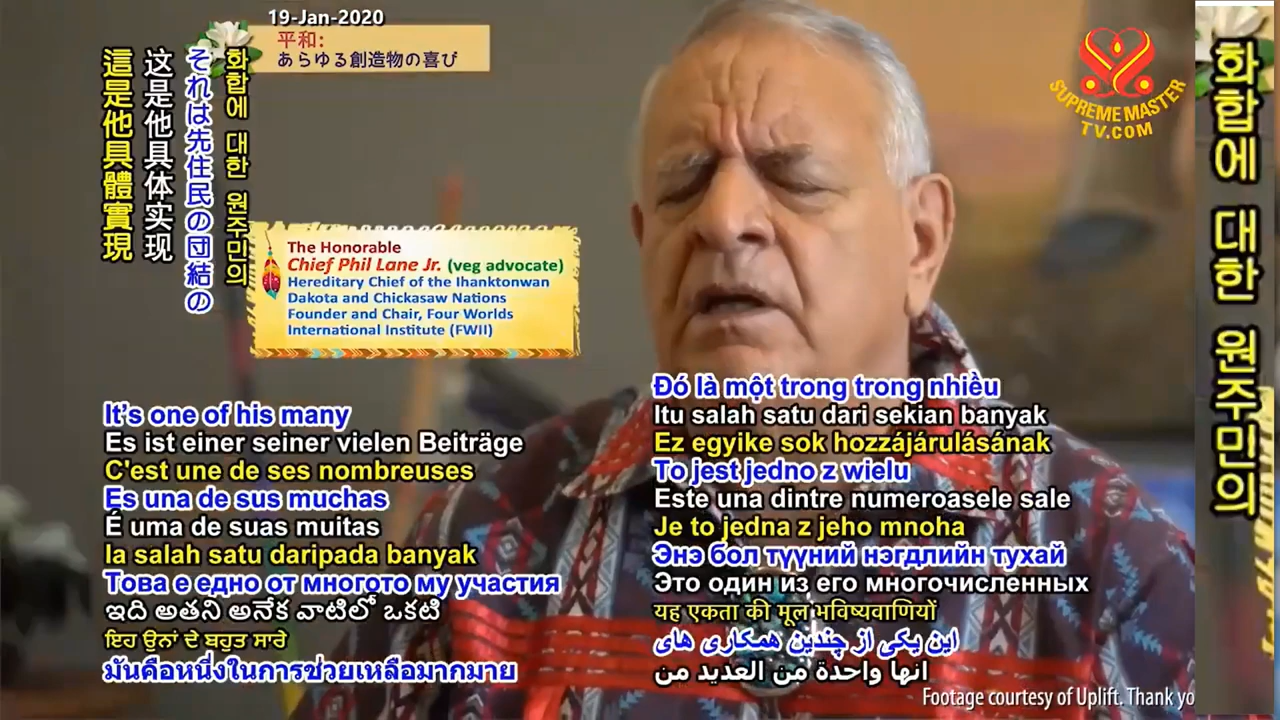 19-Jan-2020
平和:
あらゆる創造物の喜び
SUPREME MASTER
TV.COM
화합에 대한 원주민의
それは先住民の団結の
这是他具体实现
這是他具體實現
화합에 대한 원주민의
The Honorable
Chief Phil Lane Jr. (veg advocate)
Hereditary Chief of the Ihanktonwan
Dakota and Chickasaw Nations
Founder and Chair, Four Worlds
International Institute (FWII)
It's one of his many
Es ist einer seiner vielen Beiträge
C'est une de ses nombreuses
Es una de sus muchas
É uma de suas muitas
Ia salah satu daripada banyak
Това е едно от многото му участия
ఇది అతని అనేక వాటిలో ఒకటి
ਇਹ ਉਨਾਂ ਦੇ ਬਹੁਤ ਸਾਰੇ
มันคือหนึ่งในการช่วยเหลือมากมาย
Đó là một trong trong nhiều
Itu salah satu dari sekian banyak
Ez egyike sok hozzájárulásának
To jest jedno z wielu
Este una dintre numeroasele sale
Je to jedna z jeho mnoha
Энэ бол түүний нэгдлийн тухай
Это один из его многочисленных
यह एकता की मूल भविष्यवाणियों
این یکی از چندین همکاری های
انها واحدة من العديد من
Footage courtesy of Uplift. Thank yo